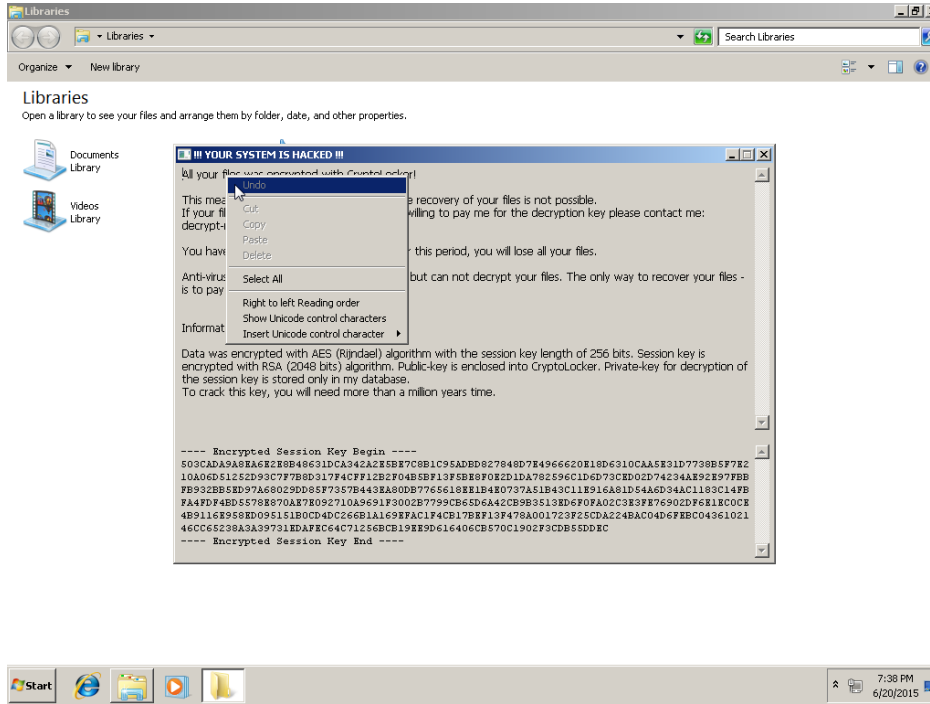 Libraries
Libraries
Search Libraries
Organize
New library
Libraries
Open a library to see your files and arrange them by folder, date, and other properties.
Documents
Library
Videos
Library
!!! YOUR SYSTEM IS HACKED !!!
All your files was encrypted with CryptoLocker!
This mea
e recovery of your files is not possible.
If your fil
willing to pay me for the decryption key please contact me:
decrypt-
You have
this period, you will lose all your files.
Anti-virus
but can not decrypt your files. The only way to recover your files -
is to pay
Informat
Undo
Cut
Copy
Paste
Delete
Select All
Right to left Reading order
Show Unicode control characters
Insert Unicode control character
Data was encrypted with AES (Rijndael) algorithm with the session key length of 256 bits. Session key is
encrypted with RSA (2048 bits) algorithm. Public-key is enclosed into CryptoLocker. Private-key for decryption of
the session key is stored only in my database.
To crack this key, you will need more than a million years time.
---- Encrypted Session Key Begin ----
503CADA9A8EA6E2E8B48631DCA342A2E5BE7C8B1C95ADBD827848D7E4966620E18D6310CAA5E31D7738B5F7E2
10A06D51252D93C7F7B8D317F4CFF12B2F04B5BF13F5BE8F0E2D1DA782596C1D6D73CED02D74234AE92E97FBB
FB932BB5ED97A68029DD85F7357B443EA80DB7765618EE1B4E0737A51B43C11E916A81D54A6D34AC1183C14FB
FA4FDF4BD5578E870AE7E092710A9691F3002B7799CB65D6A42CB9B3513ED6F0FA02C3E3FE76902DF6E1EC0CE
4B9116E958ED095151B0CD4DC266B1A169EFAC1F4CB17BEF13F478A001723F25CDA224BAC04D6FEBC04361021
46CC65238A3A39731EDAFEC64C71256BCB19EE9D616406CB570C1902F3CDB55DDEC
---- Encrypted Session Key End ----
Start
7:38 PM
6/20/2015